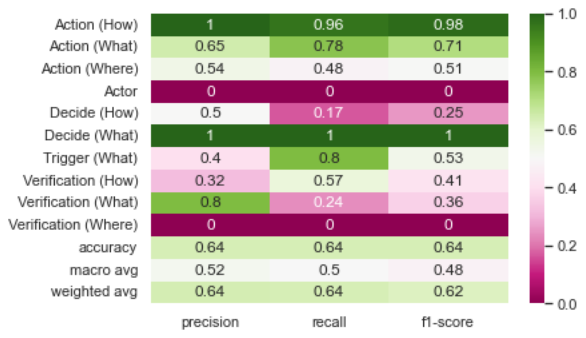 Action (How) 1 0.96 0.98
Action (What) 0.65 0.78 0.71
Action (Where) 0.54 0.48 0.51
Actor 0 0 0
Decide (How) 0.5 0.17 0.25
Decide (What) 1 1 1
Trigger (What) 0.4 0.8 0.53
Verification (How) 0.32 0.57 0.41
Verification (What) 0.8 0.24 0.36
Verification (Where) 0 0 0
accuracy 0.64 0.64 0.64
macro avg 0.52 0.5 0.48
weighted avg 0.64 0.64 0.62
precision recall f1-score
1.0
0.8
0.6
0.4
0.2
0.0